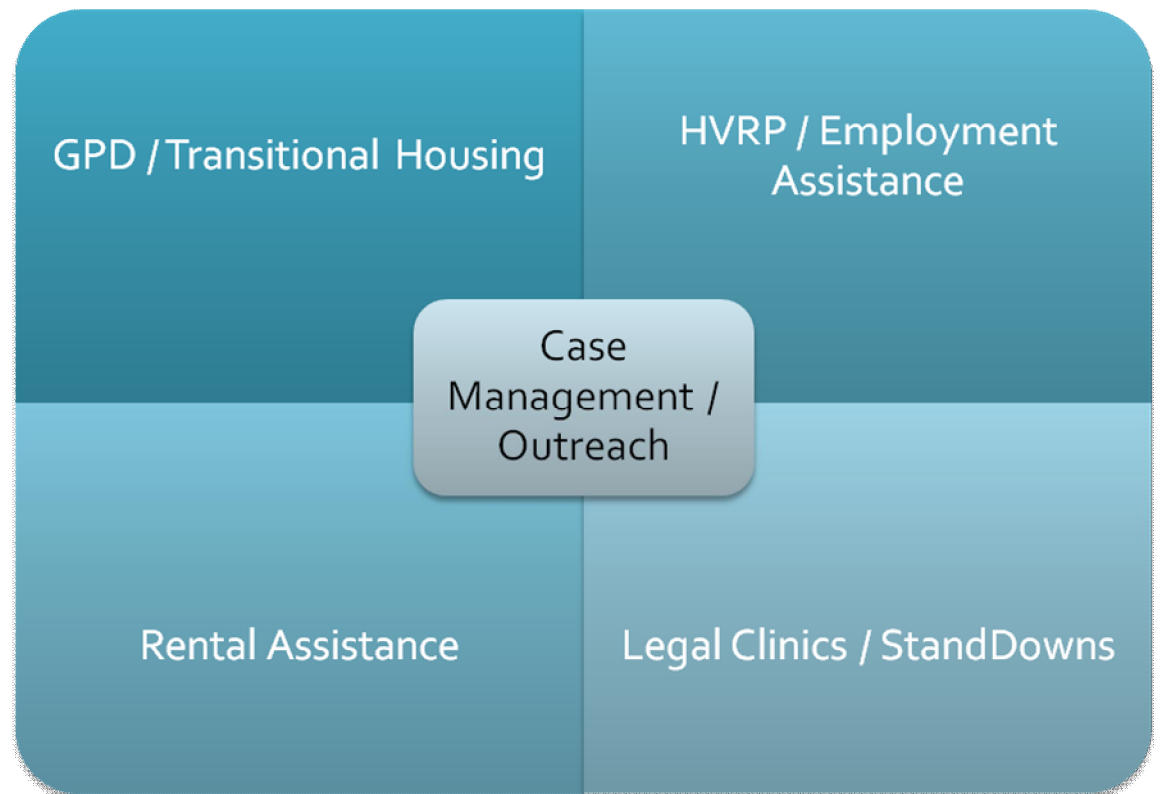 GPD / Transitional Housing
HVRP / Employment
Assistance
Case
Management /
Outreach
Rental Assistance
Legal Clinics / StandDowns